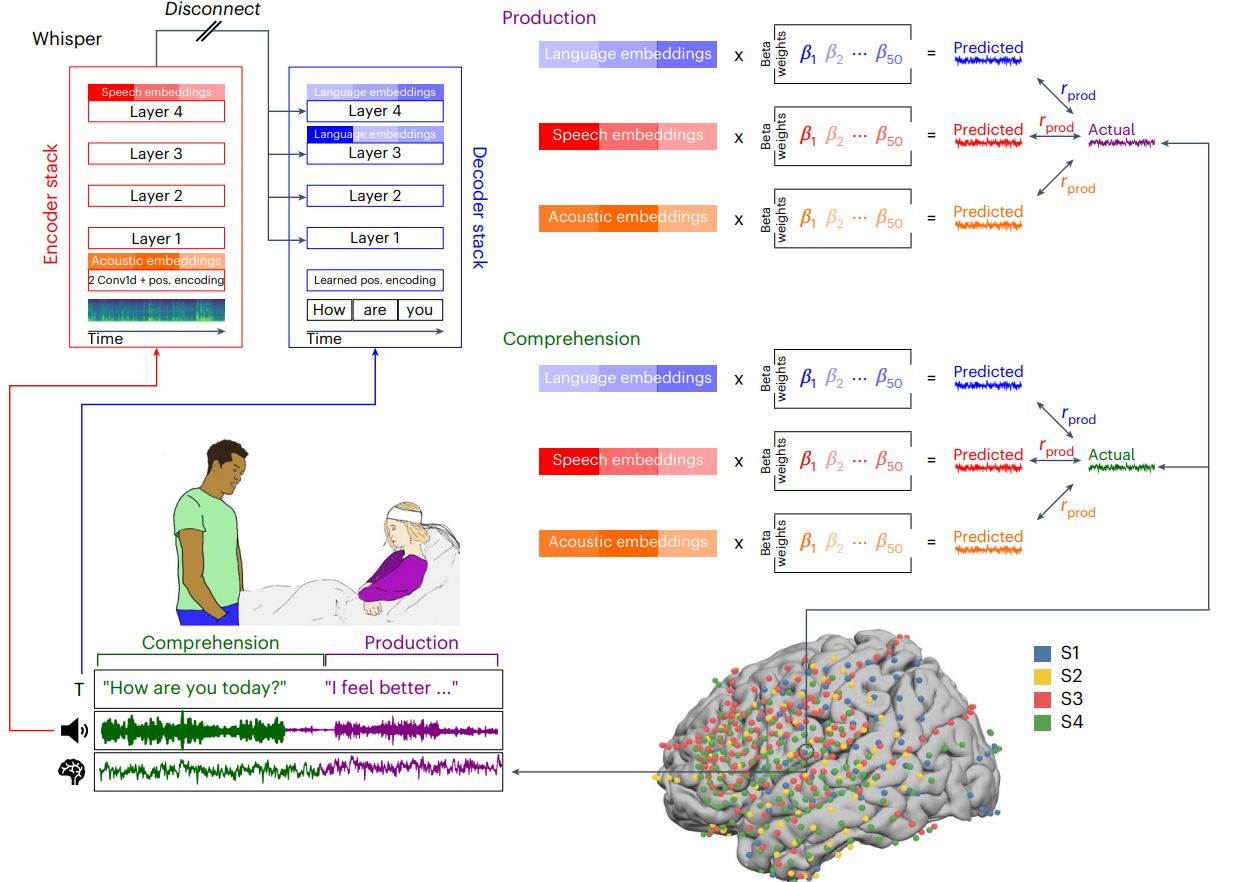 Disconnect
Whisper
Encoder stack
Speech embeddings
Layer 4
Layer 3
Layer 2
Layer 1
Acoustic embeddings
2 Conv1d + pos. encoding
Time
Language embeddings
Layer 4
Language embeddings
Layer 3
Layer 2
Layer 1
Learned pos. encoding
How are you
Time
Decoder stack
Production
Language embeddings x Beta weights β1 β2 ... β50 = Predicted
rprod
Speech embeddings x Beta weights β1 β2 ... β50 = Predicted rprod Actual
rprod
Acoustic embeddings x Beta weights β1 β2 ... β50 = Predicted
Comprehension
Language embeddings x Beta weights β1 β2 ... β50 = Predicted
rprod
Speech embeddings x Beta weights β1 β2 ... β50 = Predicted rprod Actual
rprod
Acoustic embeddings x Beta weights β1 β2 ... β50 = Predicted
Comprehension Production
T "How are you today?" "I feel better ..."
S1
S2
S3
S4